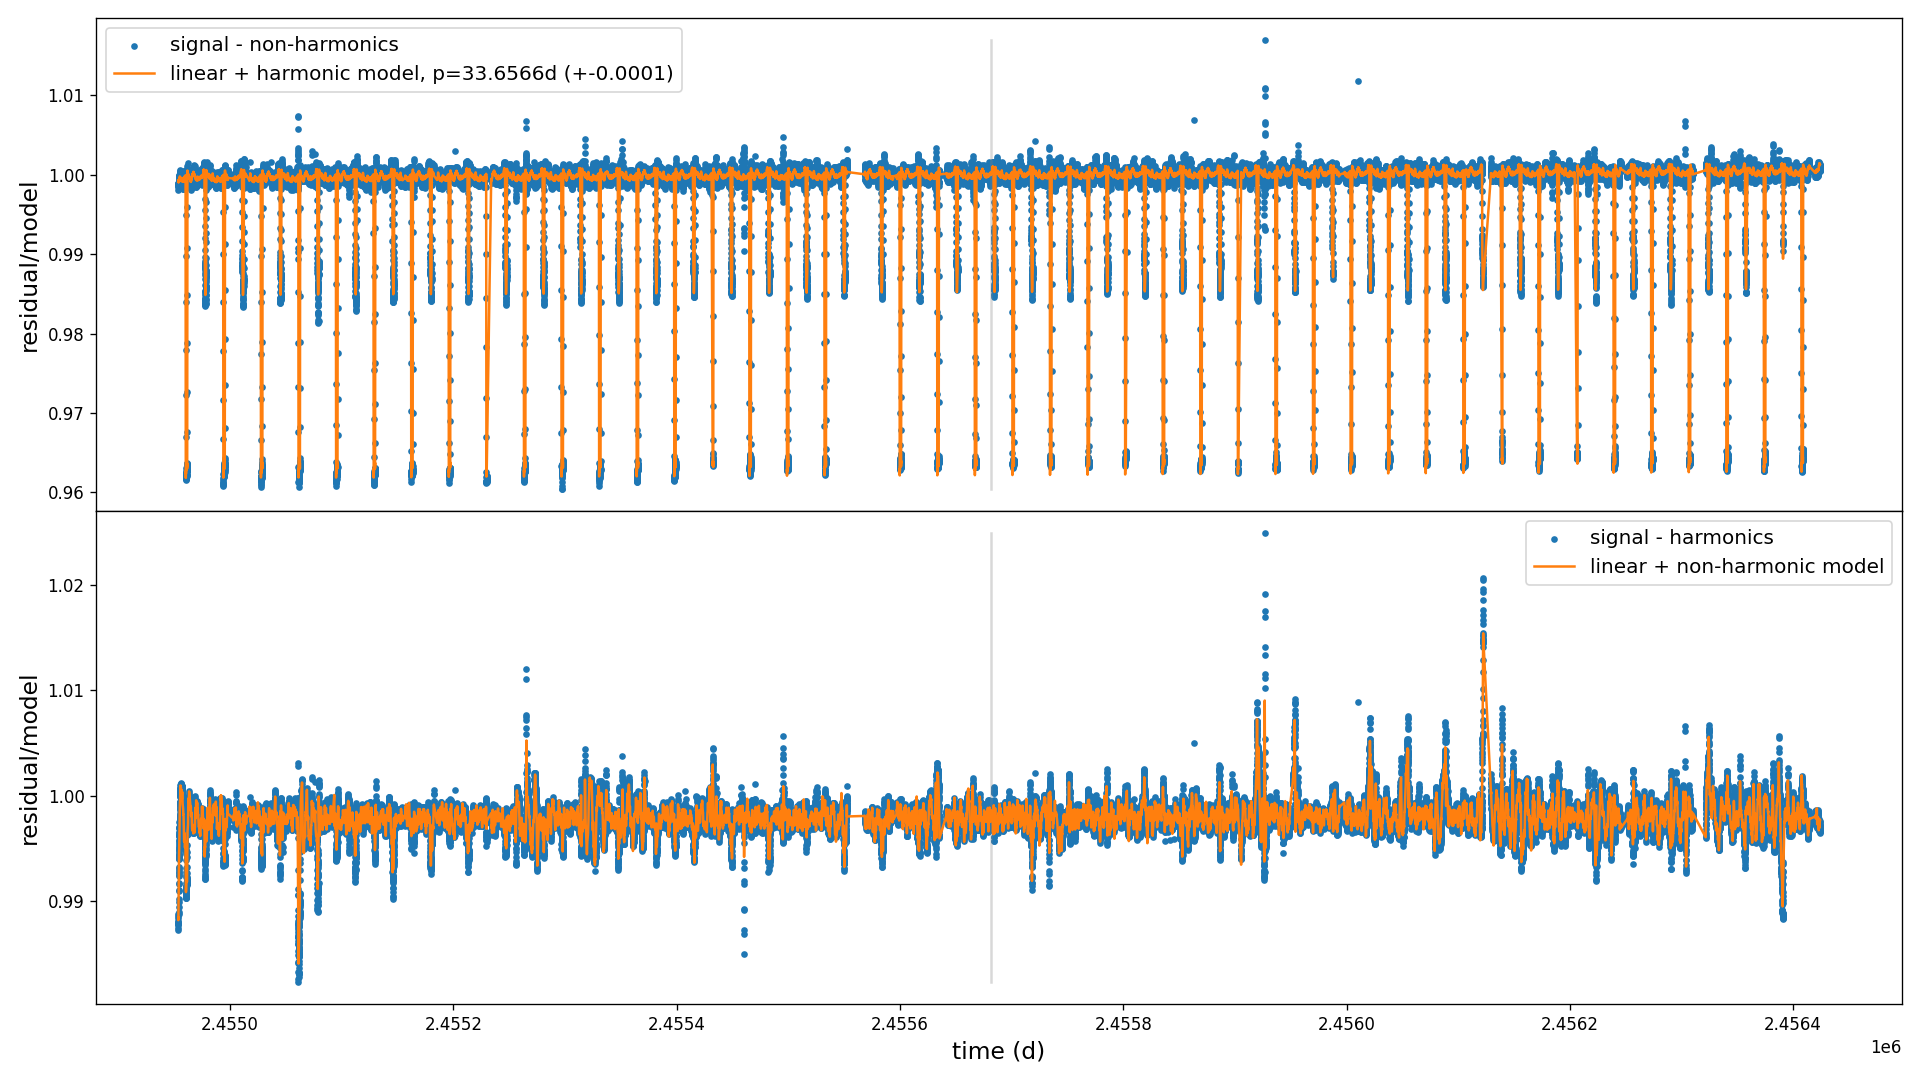 signal - non-harmonics
linear + harmonic model, p=33.6566d (+-0.0001)
1.01
1.00
0.99
0.98
0.97
0.96
residual/model
signal - harmonics
linear + non-harmonic model
1.02
1.01
1.00
0.99
residual/model
2.4550
2.4552
2.4554
2.4556
2.4558
2.4560
2.4562
2.4564
time (d)
1e6